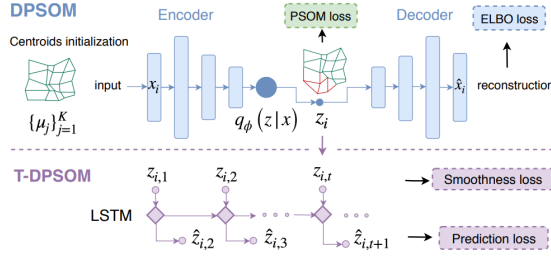 DPSOM
Encoder
PSOM loss
Decoder
ELBO loss
Centroids initialization
input
x_i
x̂_i
reconstruction
{μ_j}_{j=1}^K
q_ϕ (z|x)
z_i
T-DPSOM
z_{i,1}
z_{i,2}
z_{i,t}
Smoothness loss
LSTM
ẑ_{i,2}
ẑ_{i,3}
ẑ_{i,t+1}
Prediction loss